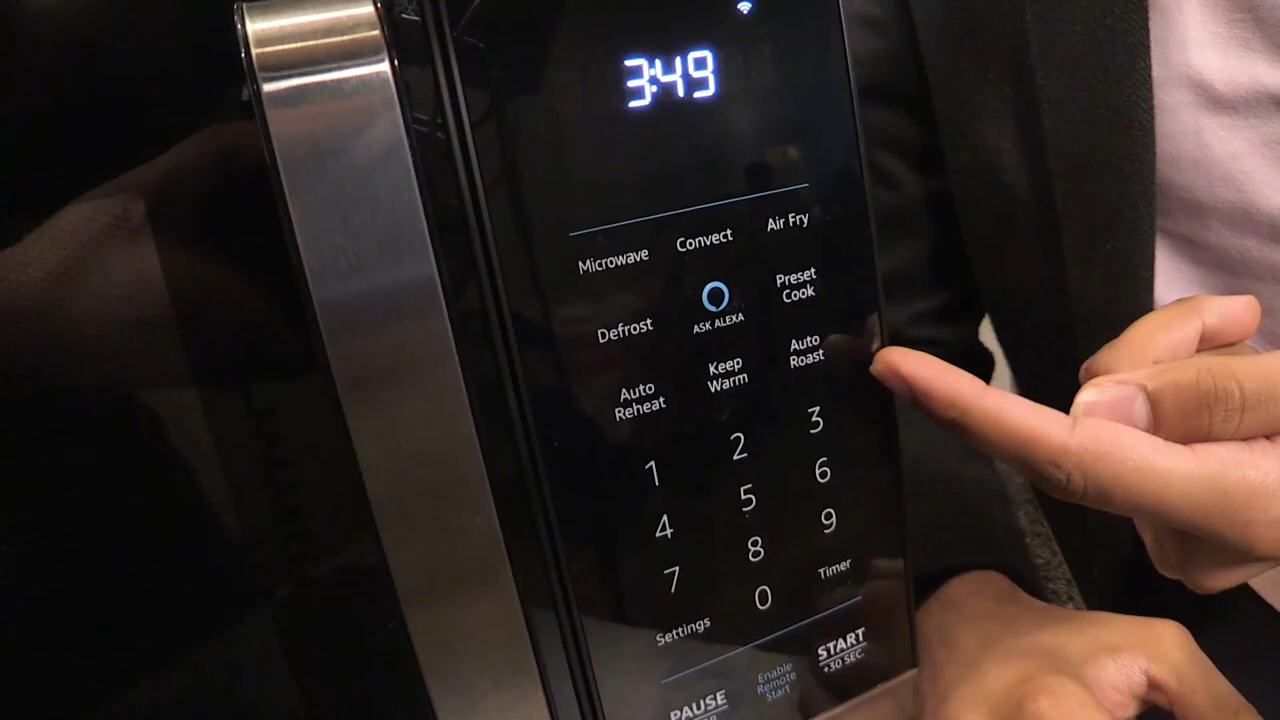 3:49
Microwave Convect Air Fry
Defrost
ASK ALEXA
Preset
Cook
Auto
Reheat
Keep
Warm
Auto
Roast
1 2 3
4 5 6
7 8 9
Settings 0 Timer
PAUSE
Enable
Remote
Start
START
+30 SEC.